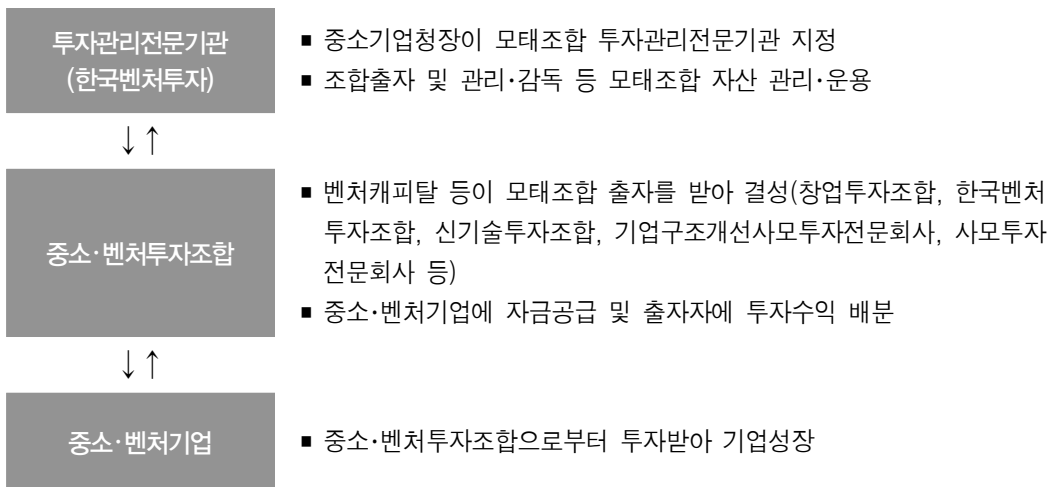 투자관리전문기관
(한국벤처투자)
■ 중소기업청장이 모태조합 투자관리전문기관 지정
■ 조합출자 및 관리·감독 등 모태조합 자산 관리·운용
↓↑
중소·벤처투자조합
■ 벤처캐피탈 등이 모태조합 출자를 받아 결성(창업투자조합, 한국벤처
투자조합, 신기술투자조합, 기업구조개선사모투자전문회사, 사모투자
전문회사 등)
■ 중소·벤처기업에 자금공급 및 출자자에 투자수익 배분
↓↑
중소·벤처기업
■ 중소·벤처투자조합으로부터 투자받아 기업성장